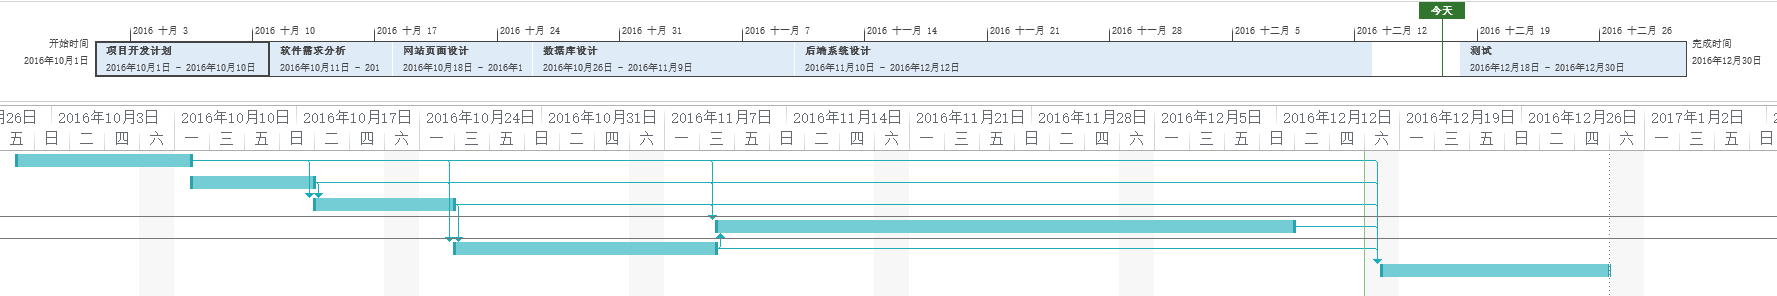 今天
2016 十月 3 2016 十月 10 2016 十月 17 2016 十月 24 2016 十月 31 2016 十一月 7 2016 十一月 14 2016 十一月 21 2016 十一月 28 2016 十二月 5 2016 十二月 12 2016 十二月 19 2016 十二月 26
开始时间 完成时间
2016年10月1日 2016年12月30日
项目开发计划 软件需求分析 网站页面设计 数据库设计 后端系统设计 测试
2016年10月1日 - 2016年10月10日 2016年10月11日 - 201 2016年10月18日 - 2016年1 2016年10月26日 - 2016年11月9日 2016年11月10日 - 2016年12月12日 2016年12月18日 - 2016年12月30日
月26日 2016年10月3日 2016年10月10日 2016年10月17日 2016年10月24日 2016年10月31日 2016年11月7日 2016年11月14日 2016年11月21日 2016年11月28日 2016年12月5日 2016年12月12日 2016年12月19日 2016年12月26日 2017年1月2日
五 日 二 四 六 一 三 五 日 二 四 六 一 三 五 日 二 四 六 一 三 五 日 二 四 六 一 三 五 日 二 四 六 一 三 五 日 二 四 六 一 三 五 日 二 四 六 一 三 五 日